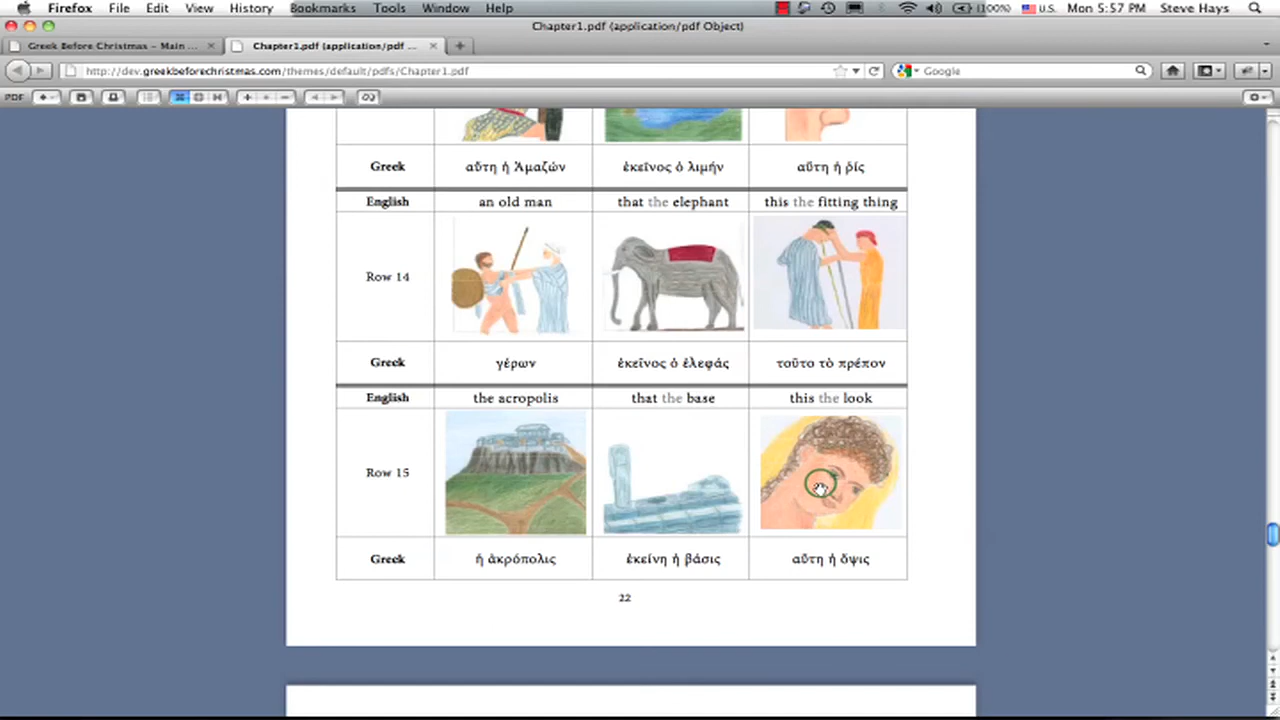 Firefox File Edit View History Bookmarks Tools Window Help (100%) U.S. Mon 5:57 PM Steve Hays
Chapter1.pdf (application/pdf Object)
Greek Before Christmas – Main ... Chapter1.pdf (application/pdf ...
http://dev.greekbeforechristmas.com/themes/default/pdfs/Chapter1.pdf Google
PDF
Greek αὕτη ἡ Ἀμαζών ἐκεῖνος ὁ λιμήν αὕτη ἡ ῥίς
English an old man that the elephant this the fitting thing
Row 14
Greek γέρων ἐκεῖνος ὁ ἐλεφάς τοῦτο τὸ πρέπον
English the acropolis that the base this the look
Row 15
Greek ἡ ἀκρόπολις ἐκείνη ἡ βάσις αὕτη ἡ ὄψις
22